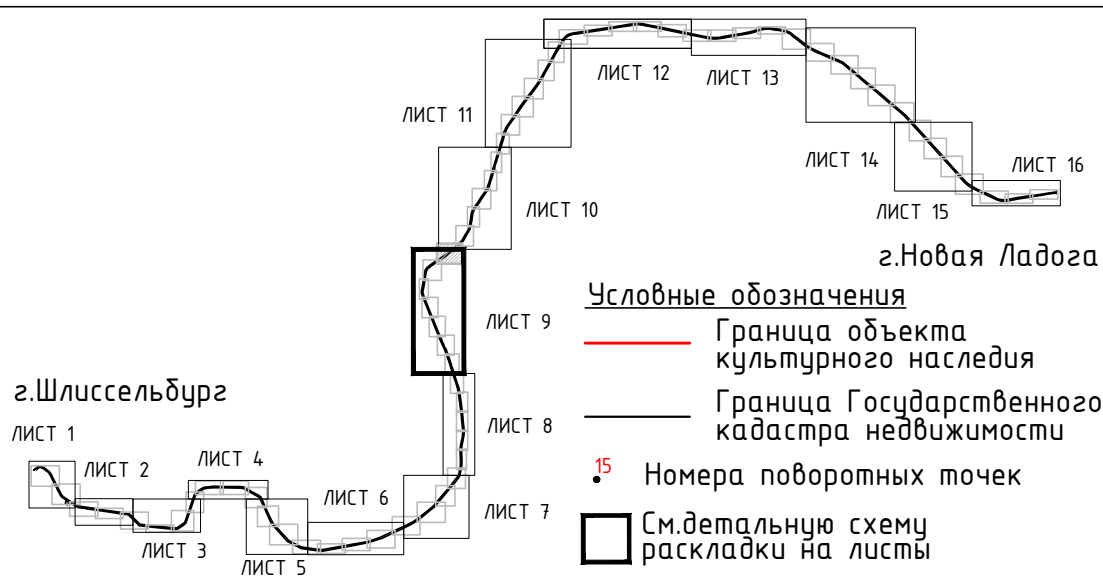 ЛИСТ 12
ЛИСТ 13
ЛИСТ 11
ЛИСТ 14
ЛИСТ 16
ЛИСТ 10
ЛИСТ 15
г.Новая Ладога
ЛИСТ 9
Условные обозначения
Граница объекта
культурного наследия
г.Шлиссельбург
Граница Государственного
кадастра недвижимости
ЛИСТ 1
ЛИСТ 8
ЛИСТ 2
ЛИСТ 4
15
Номера поворотных точек
ЛИСТ 6
ЛИСТ 7
ЛИСТ 3
ЛИСТ 5
См.детальную схему
раскладки на листы